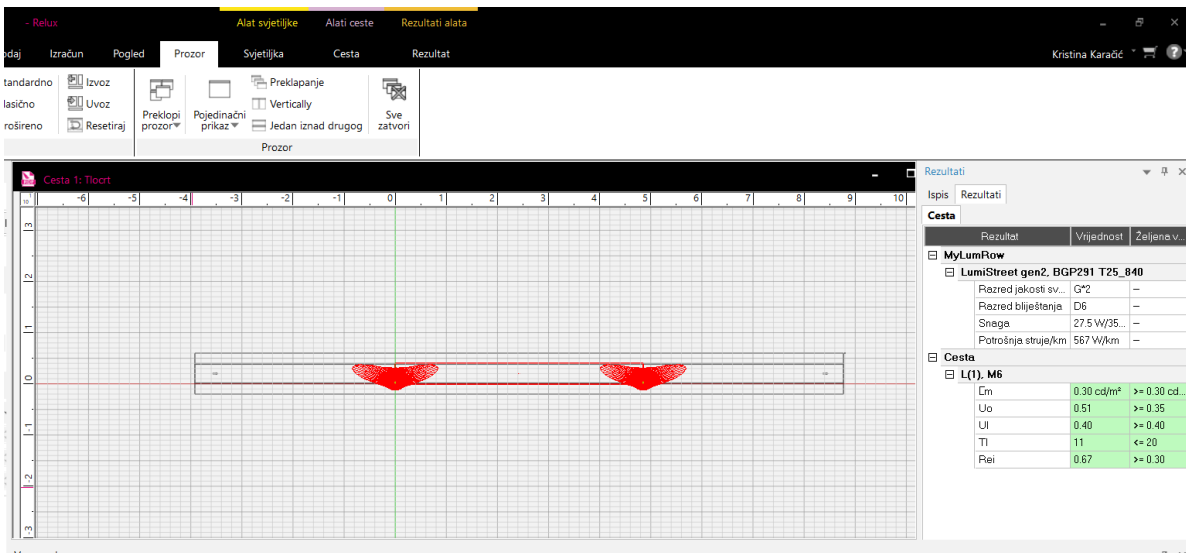 - Relux
Alat svjetiljke Alati ceste Rezultati alata
odaj Izračun Pogled Prozor Svjetiljka Cesta Rezultat Kristina Karačić
tandardno Izvoz
lasično Uvoz
rošireno Resetiraj
Preklopi prozor
Pojedinačni prikaz
Preklapanje
Vertically
Jedan iznad drugog
Sve zatvori
Prozor
Cesta 1: Tlocrt
-6 -5 -4 -3 -2 -1 0 1 2 3 4 5 6 7 8 9 10
3
2
1
0
-1
-2
-3
Rezultati
Ispis Rezultati
Cesta
Rezultat Vrijednost Željena v...
MyLumRow
LumiStreet gen2, BGP291 T25_840
Razred jakosti sv... G*2 –
Razred bliještanja D6 –
Snaga 27.5 W/35... –
Potrošnja struje/km 567 W/km –
Cesta
L(1), M6
L̄m 0.30 cd/m² >= 0.30 cd...
Uo 0.51 >= 0.35
Ul 0.40 >= 0.40
TI 11 <= 20
Rei 0.67 >= 0.30